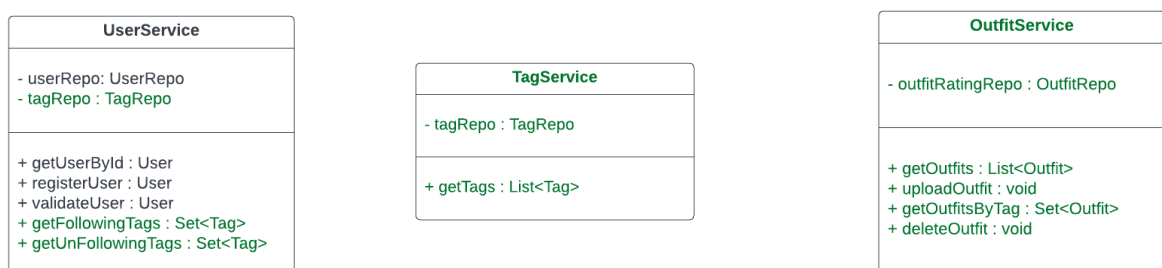 UserService
- userRepo: UserRepo
- tagRepo : TagRepo
+ getUserById : User
+ registerUser : User
+ validateUser : User
+ getFollowingTags : Set<Tag>
+ getUnFollowingTags : Set<Tag>
TagService
- tagRepo : TagRepo
+ getTags : List<Tag>
OutfitService
- outfitRatingRepo : OutfitRepo
+ getOutfits : List<Outfit>
+ uploadOutfit : void
+ getOutfitsByTag : Set<Outfit>
+ deleteOutfit : void